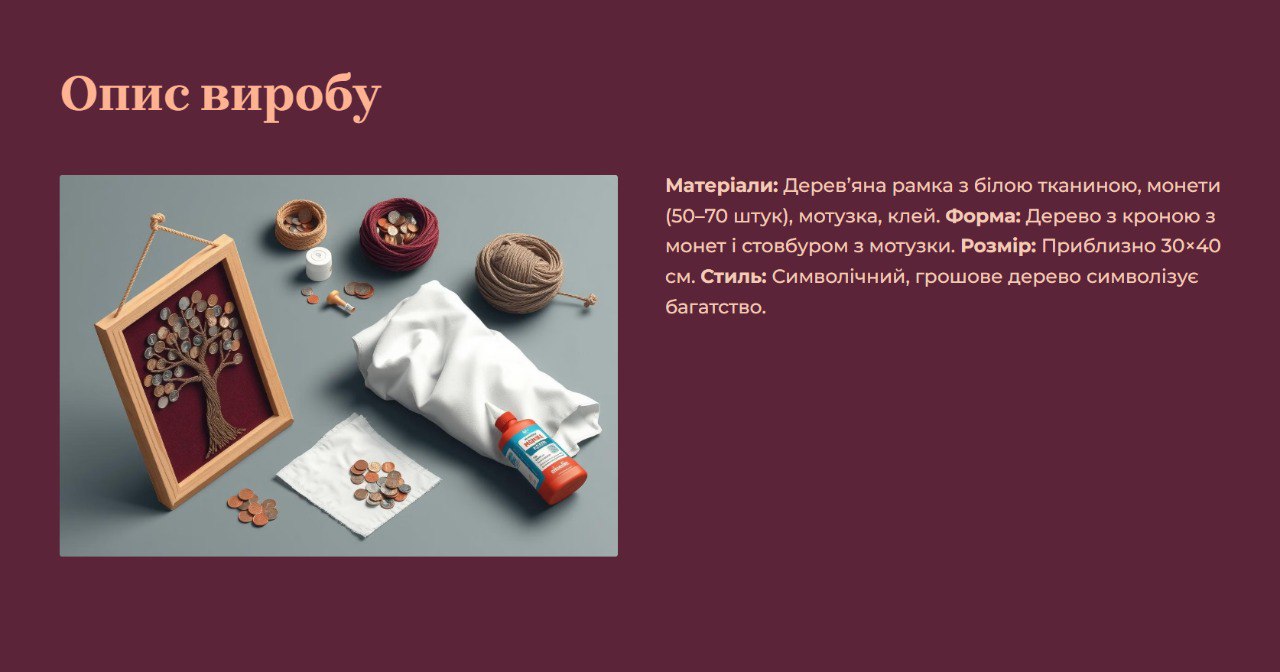 Опис виробу
Матеріали: Дерев’яна рамка з білою тканиною, монети
(50–70 штук), мотузка, клей. Форма: Дерево з кроною з
монет і стовбуром з мотузки. Розмір: Приблизно 30×40
см. Стиль: Символічний, грошове дерево символізує
багатство.